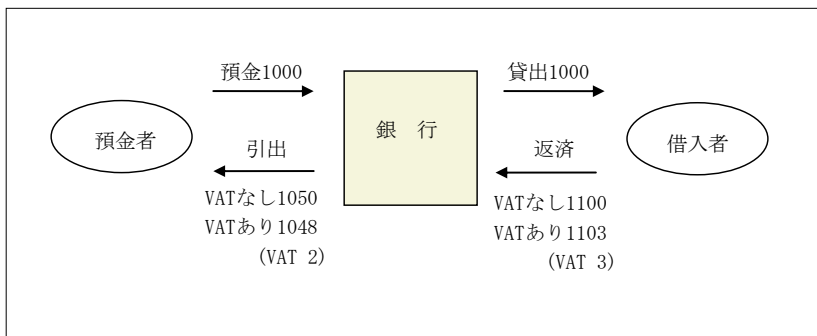 預金1000
貸出1000
預金者
銀　行
借入者
引出
返済
VATなし1050
VATあり1048
(VAT 2)
VATなし1100
VATあり1103
(VAT 3)